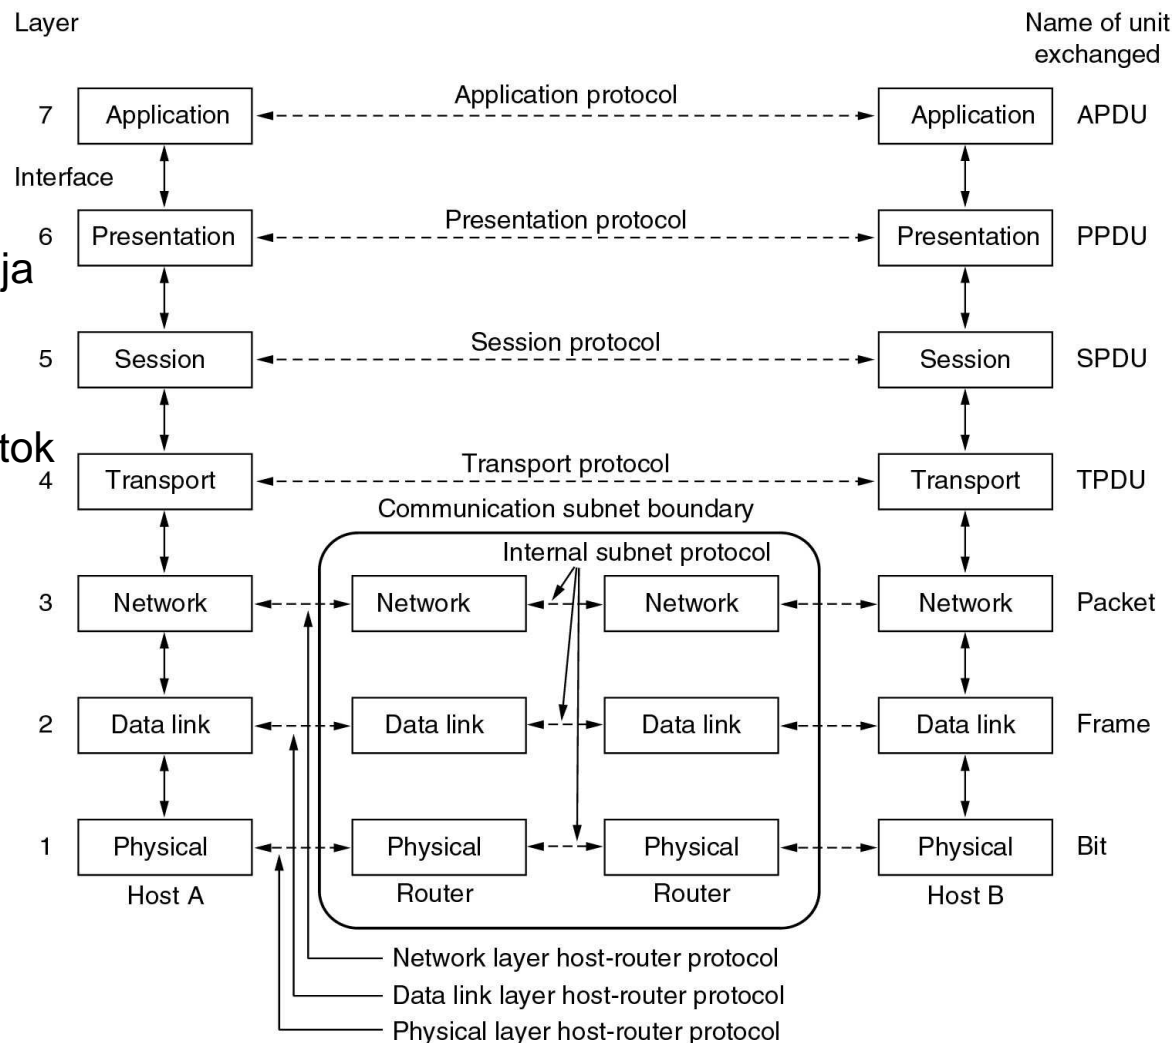 Layer
Name of unit
exchanged
7
Application
Application protocol
Application
APDU
Interface
6
Presentation
Presentation protocol
Presentation
PPDU
ja
5
Session
Session protocol
Session
SPDU
tok
4
Transport
Transport protocol
Transport
TPDU
Communication subnet boundary
Internal subnet protocol
3
Network
Network
Network
Network
Packet
2
Data link
Data link
Data link
Data link
Frame
1
Physical
Physical
Physical
Physical
Bit
Host A
Router
Router
Host B
Network layer host-router protocol
Data link layer host-router protocol
Physical layer host-router protocol